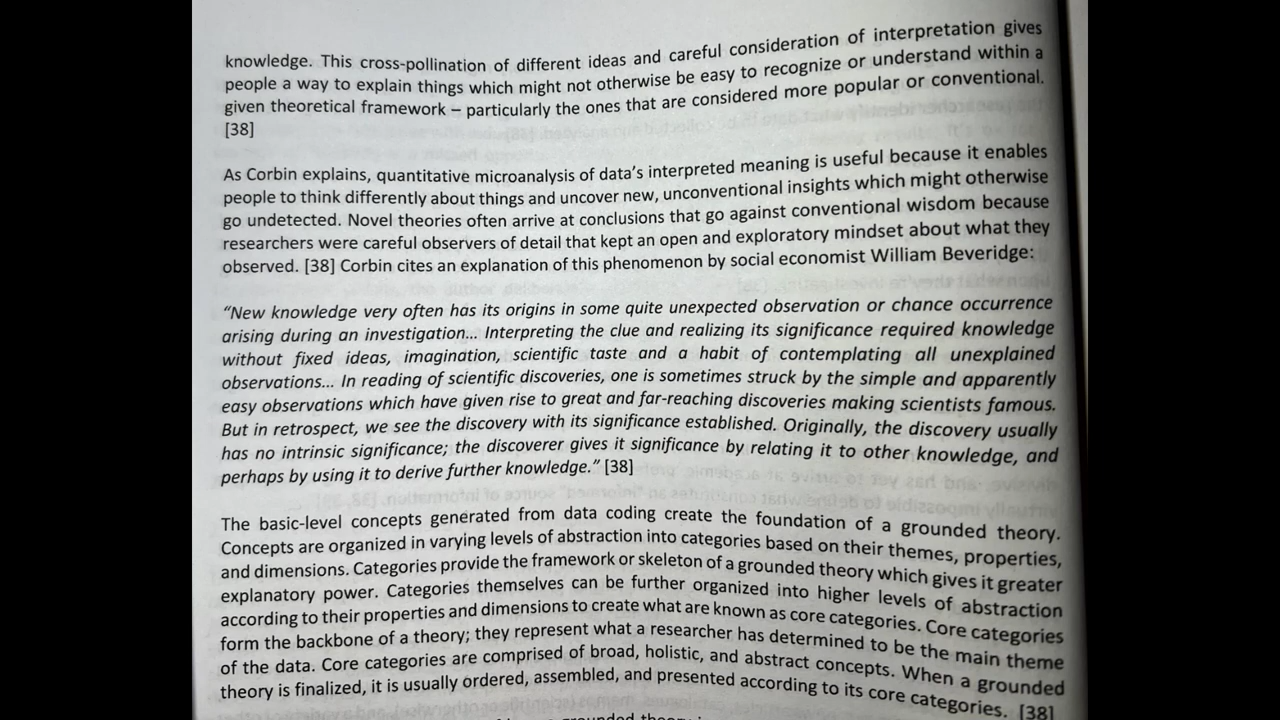 knowledge. This cross-pollination of different ideas and careful consideration of interpretation gives
people a way to explain things which might not otherwise be easy to recognize or understand within a
given theoretical framework – particularly the ones that are considered more popular or conventional.
[38]
As Corbin explains, quantitative microanalysis of data’s interpreted meaning is useful because it enables
people to think differently about things and uncover new, unconventional insights which might otherwise
go undetected. Novel theories often arrive at conclusions that go against conventional wisdom because
researchers were careful observers of detail that kept an open and exploratory mindset about what they
observed. [38] Corbin cites an explanation of this phenomenon by social economist William Beveridge:
“New knowledge very often has its origins in some quite unexpected observation or chance occurrence
arising during an investigation... Interpreting the clue and realizing its significance required knowledge
without fixed ideas, imagination, scientific taste and a habit of contemplating all unexplained
observations... In reading of scientific discoveries, one is sometimes struck by the simple and apparently
easy observations which have given rise to great and far-reaching discoveries making scientists famous.
But in retrospect, we see the discovery with its significance established. Originally, the discovery usually
has no intrinsic significance; the discoverer gives it significance by relating it to other knowledge, and
perhaps by using it to derive further knowledge.” [38]
The basic-level concepts generated from data coding create the foundation of a grounded theory.
Concepts are organized in varying levels of abstraction into categories based on their themes, properties,
and dimensions. Categories provide the framework or skeleton of a grounded theory which gives it greater
explanatory power. Categories themselves can be further organized into higher levels of abstraction
according to their properties and dimensions to create what are known as core categories. Core categories
form the backbone of a theory; they represent what a researcher has determined to be the main theme
of the data. Core categories are comprised of broad, holistic, and abstract concepts. When a grounded
theory is finalized, it is usually ordered, assembled, and presented according to its core categories. [38]